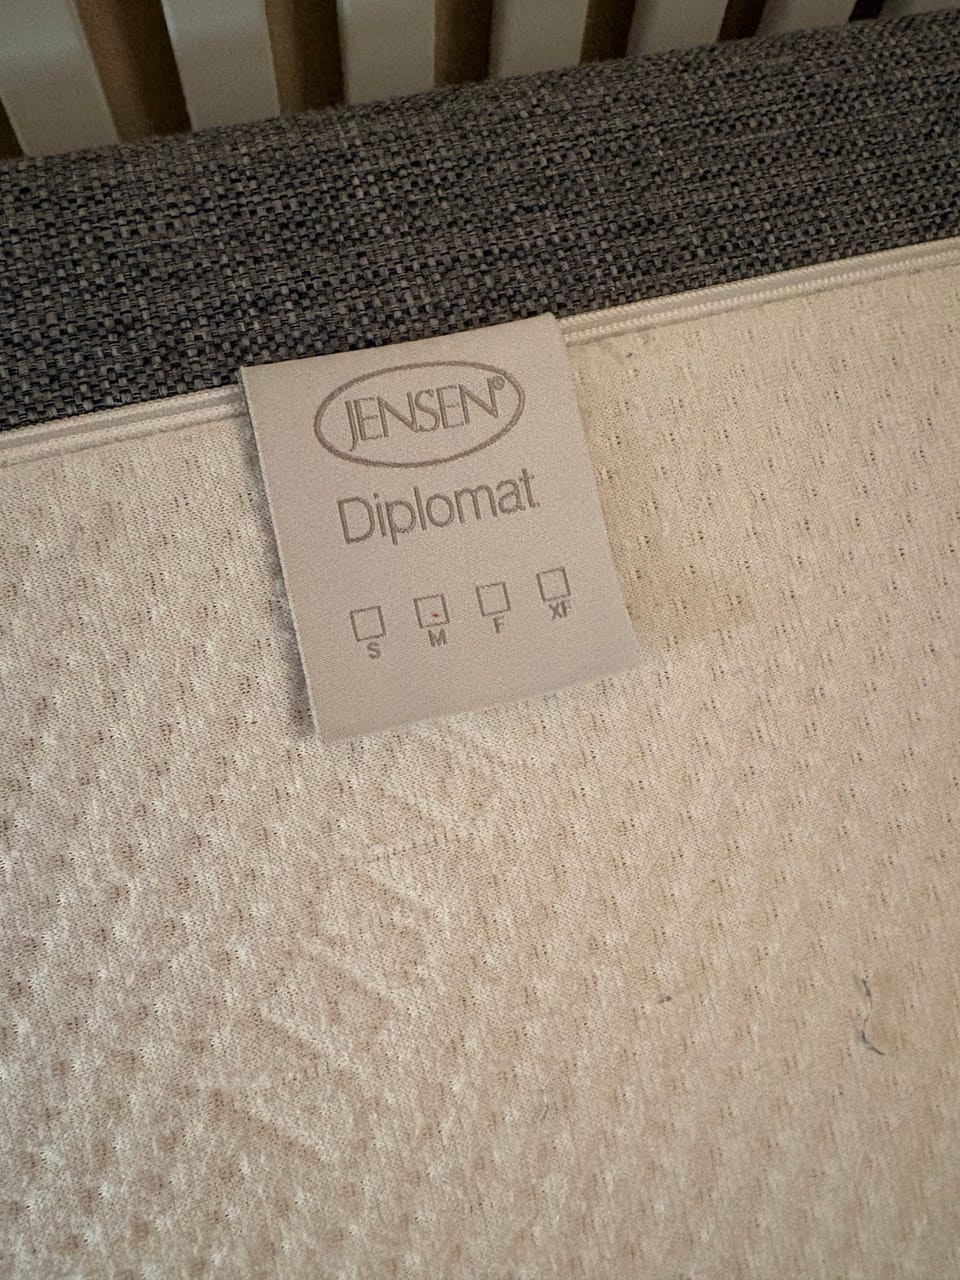 JENSEN®
Diplomat
S M F XF